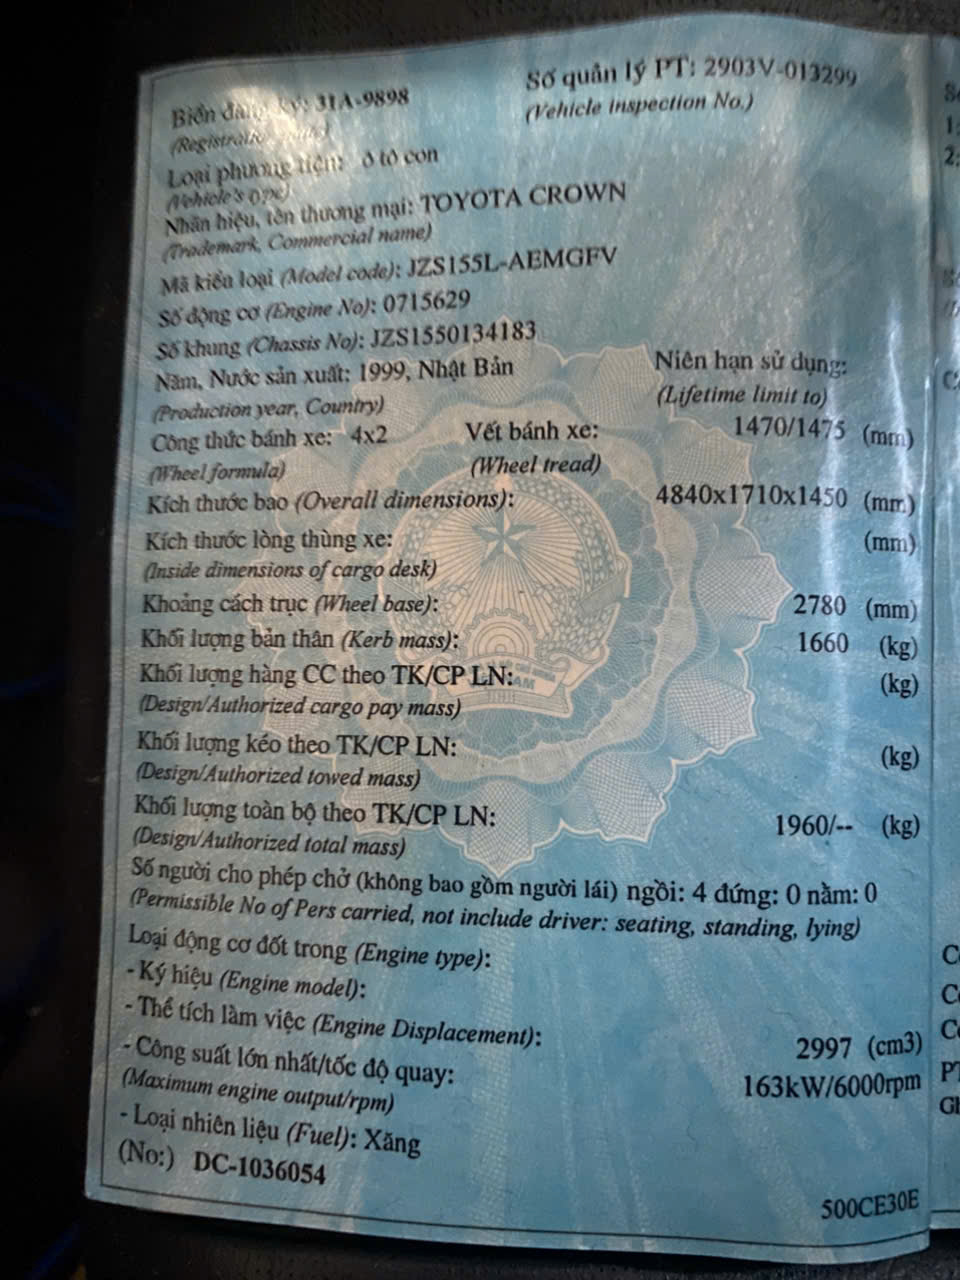 Biển đăng ký: 31A-9898
Số quản lý PT: 2903V-013299
(Registration
(Vehicle inspection No.)
Loại phương tiện: ô tô con
(Vehicle's type)
Nhãn hiệu, tên thương mại: TOYOTA CROWN
(Trademark, Commercial name)
Mã kiểu loại (Model code): JZS155L-AEMGFV
Số động cơ (Engine No): 0715629
Số khung (Chassis No): JZS1550134183
Năm, Nước sản xuất: 1999, Nhật Bản
Niên hạn sử dụng:
(Production year, Country)
(Lifetime limit to)
Công thức bánh xe: 4x2 Vết bánh xe: 1470/1475 (mm)
(Wheel formula) (Wheel tread)
Kích thước bao (Overall dimensions): 4840x1710x1450 (mm)
Kích thước lòng thùng xe: (mm)
(Inside dimensions of cargo desk)
Khoảng cách trục (Wheel base): 2780 (mm)
Khối lượng bản thân (Kerb mass): 1660 (kg)
Khối lượng hàng CC theo TK/CP LN: (kg)
(Design/Authorized cargo pay mass)
Khối lượng kéo theo TK/CP LN: (kg)
(Design/Authorized towed mass)
Khối lượng toàn bộ theo TK/CP LN: 1960/-- (kg)
(Design/Authorized total mass)
Số người cho phép chở (không bao gồm người lái) ngồi: 4 đứng: 0 nằm: 0
(Permissible No of Pers carried, not include driver: seating, standing, lying)
Loại động cơ đốt trong (Engine type):
- Ký hiệu (Engine model):
- Thể tích làm việc (Engine Displacement): 2997 (cm3)
- Công suất lớn nhất/tốc độ quay: 163kW/6000rpm
(Maximum engine output/rpm)
- Loại nhiên liệu (Fuel): Xăng
(No:) DC-1036054
500CE30E